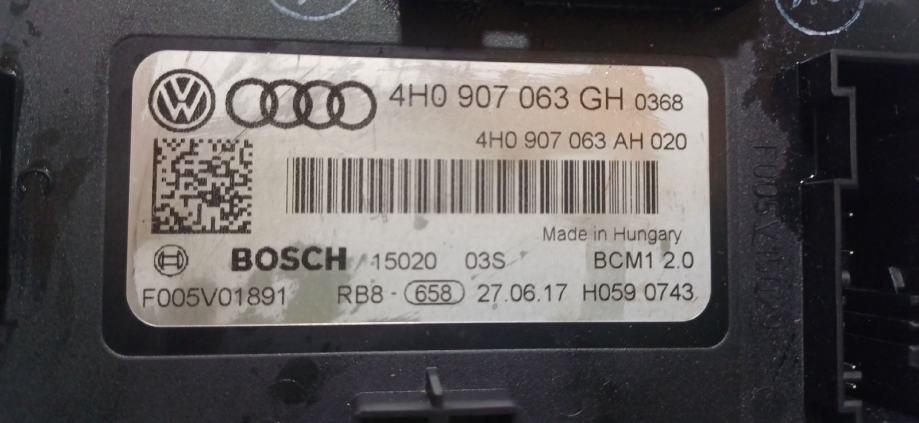 4H0 907 063 GH 0368
4H0 907 063 AH 020
Made in Hungary
BOSCH 15020 03S BCM1 2.0
F005V01891 RB8 - 658 27.06.17 H059 0743